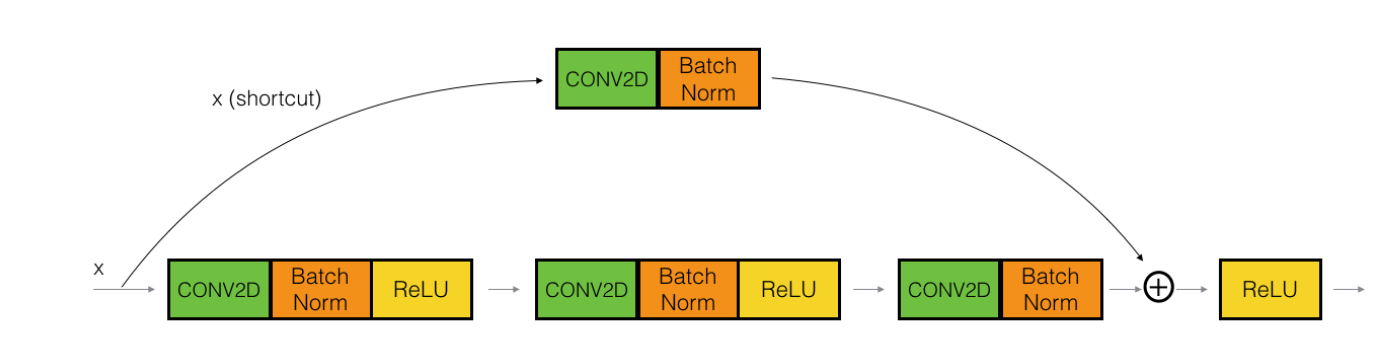 CONV2D
Batch
Norm
x (shortcut)
x
CONV2D
Batch
Norm
ReLU
CONV2D
Batch
Norm
ReLU
CONV2D
Batch
Norm
ReLU